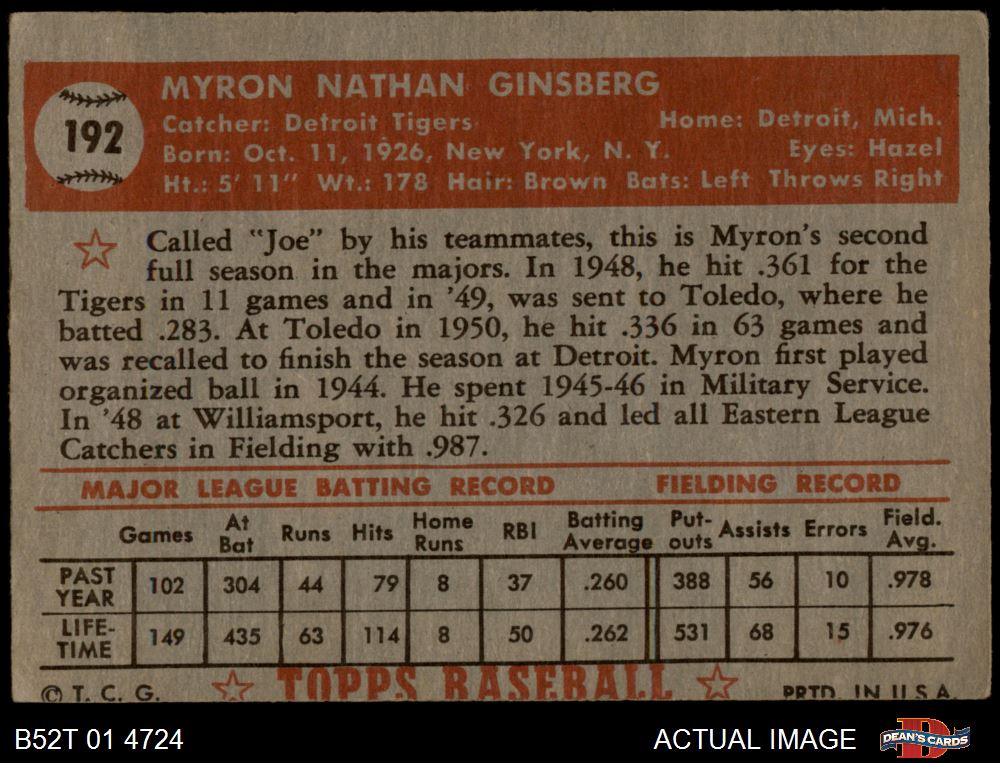 MYRON NATHAN GINSBERG
192
Catcher: Detroit Tigers Home: Detroit, Mich.
Born: Oct. 11, 1926, New York, N. Y. Eyes: Hazel
Ht.: 5' 11" Wt.: 178 Hair: Brown Bats: Left Throws Right
Called "Joe" by his teammates, this is Myron's second
full season in the majors. In 1948, he hit .361 for the
Tigers in 11 games and in '49, was sent to Toledo, where he
batted .283. At Toledo in 1950, he hit .336 in 63 games and
was recalled to finish the season at Detroit. Myron first played
organized ball in 1944. He spent 1945-46 in Military Service.
In '48 at Williamsport, he hit .326 and led all Eastern League
Catchers in Fielding with .987.
MAJOR LEAGUE BATTING RECORD FIELDING RECORD
Games At Bat Runs Hits Home Runs RBI Batting Average Put-outs Assists Errors Field. Avg.
PAST YEAR 102 304 44 79 8 37 .260 388 56 10 .978
LIFE-TIME 149 435 63 114 8 50 .262 531 68 15 .976
© T. C. G. TOPPS BASEBALL PRTD. IN U.S.A.
B52T 01 4724 ACTUAL IMAGE D DEAN'S CARDS